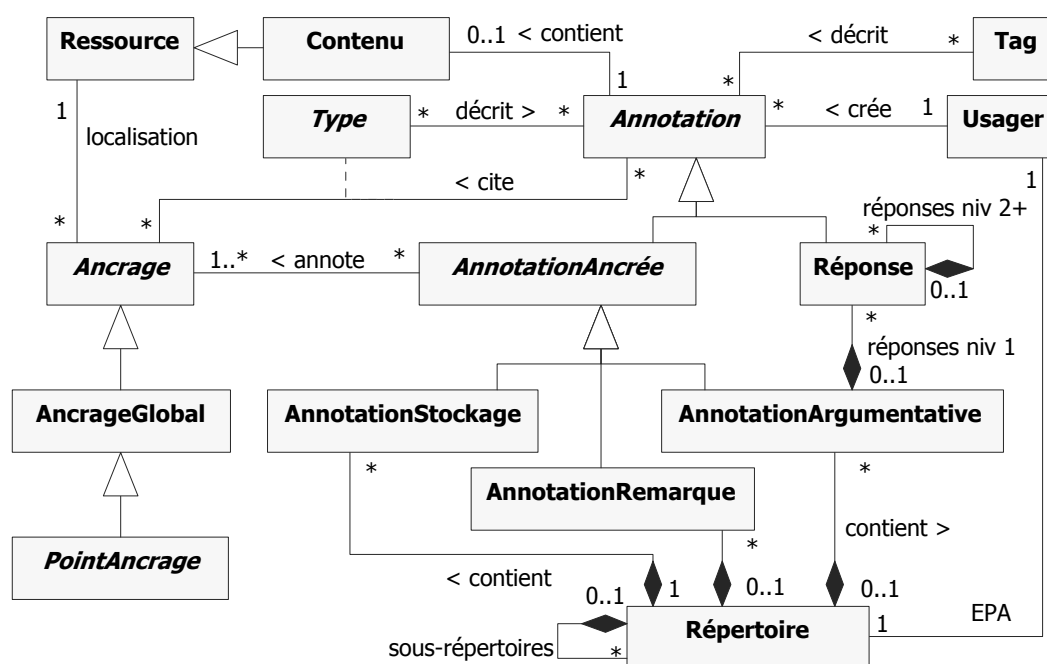 Ressource
Contenu
0..1
< contient
< décrit
*
Tag
1
1
*
localisation
Type
*
décrit >
*
Annotation
*
< crée
1
Usager
< cite
*
1
*
*
réponses niv 2+
*
Ancrage
1..*
< annote
*
AnnotationAncrée
Réponse
0..1
*
réponses niv 1
0..1
AncrageGlobal
AnnotationStockage
AnnotationArgumentative
*
*
AnnotationRemarque
PointAncrage
*
contient >
< contient
0..1
1
0..1
0..1
EPA
Répertoire
1
sous-répertoires
*